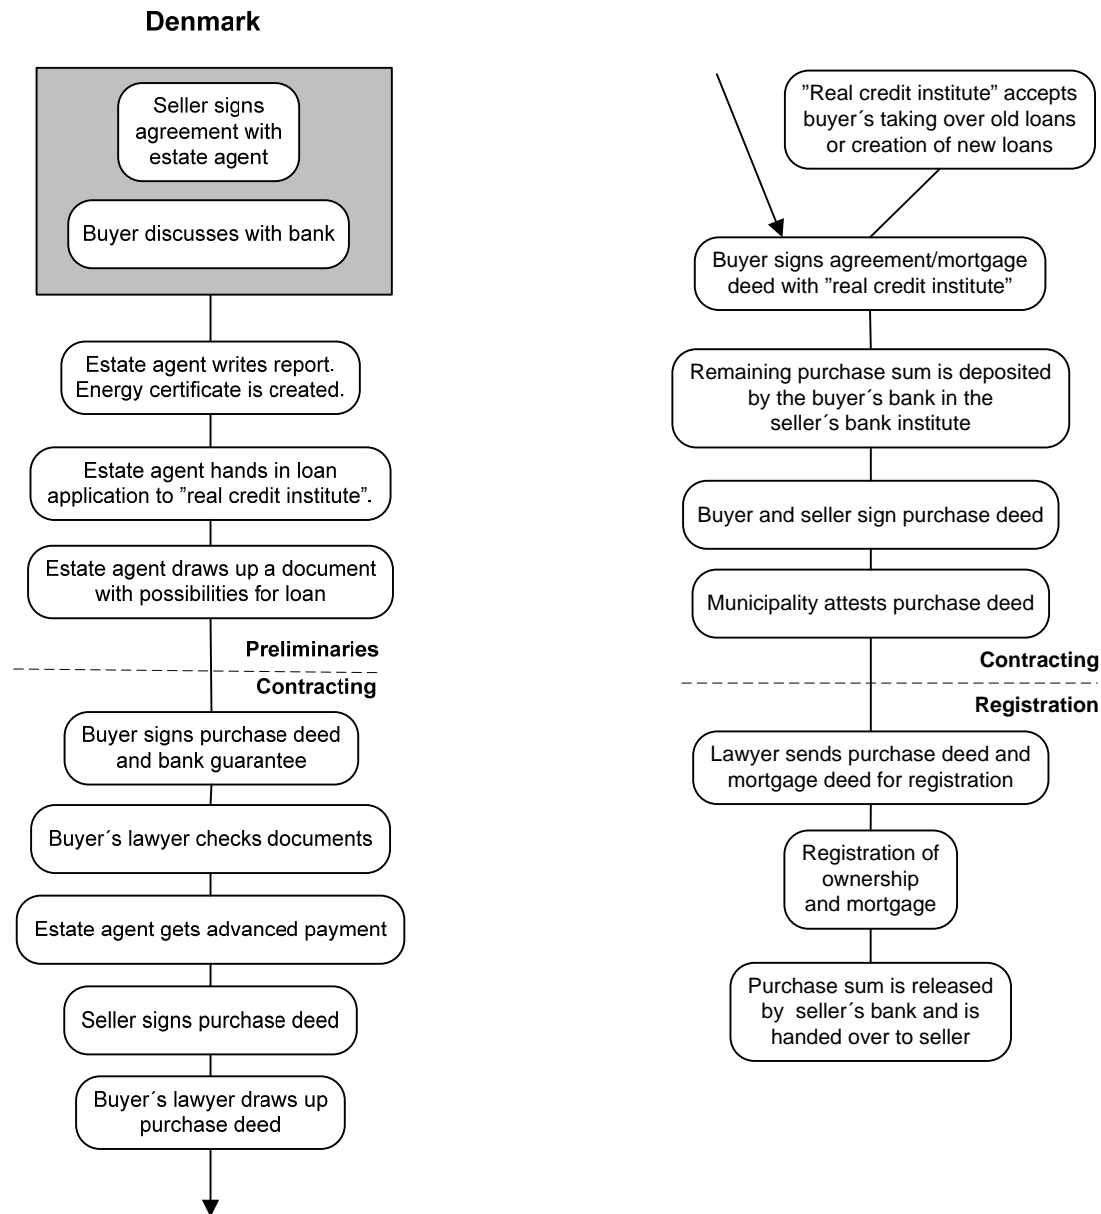 Denmark
Seller signs
agreement with
estate agent
Buyer discusses with bank
Estate agent writes report.
Energy certificate is created.
Estate agent hands in loan
application to ”real credit institute”.
Estate agent draws up a document
with possibilities for loan
Preliminaries
Contracting
Buyer signs purchase deed
and bank guarantee
Buyer´s lawyer checks documents
Estate agent gets advanced payment
Seller signs purchase deed
Buyer´s lawyer draws up
purchase deed
”Real credit institute” accepts
buyer´s taking over old loans
or creation of new loans
Buyer signs agreement/mortgage
deed with ”real credit institute”
Remaining purchase sum is deposited
by the buyer´s bank in the
seller´s bank institute
Buyer and seller sign purchase deed
Municipality attests purchase deed
Contracting
Registration
Lawyer sends purchase deed and
mortgage deed for registration
Registration of
ownership
and mortgage
Purchase sum is released
by seller´s bank and is
handed over to seller